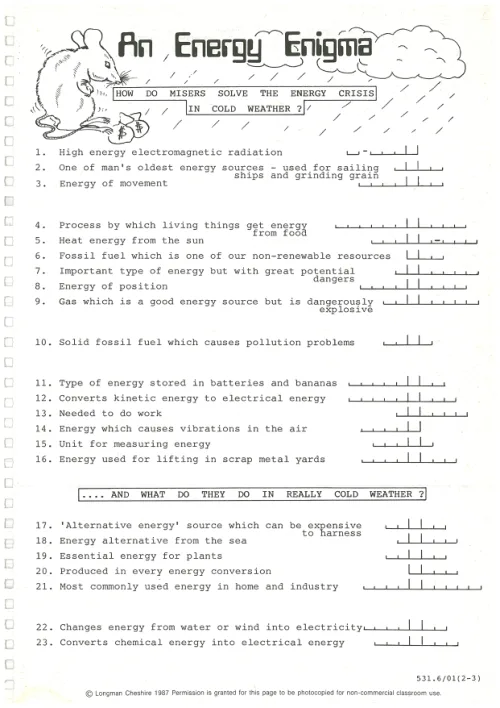 An Energy Enigma
HOW DO MISERS SOLVE THE ENERGY CRISIS
IN COLD WEATHER ?
1. High energy electromagnetic radiation
2. One of man's oldest energy sources - used for sailing
ships and grinding grain
3. Energy of movement
4. Process by which living things get energy
from food
5. Heat energy from the sun
6. Fossil fuel which is one of our non-renewable resources
7. Important type of energy but with great potential
dangers
8. Energy of position
9. Gas which is a good energy source but is dangerously
explosive
10. Solid fossil fuel which causes pollution problems
11. Type of energy stored in batteries and bananas
12. Converts kinetic energy to electrical energy
13. Needed to do work
14. Energy which causes vibrations in the air
15. Unit for measuring energy
16. Energy used for lifting in scrap metal yards
.... AND WHAT DO THEY DO IN REALLY COLD WEATHER ?
17. 'Alternative energy' source which can be expensive
to harness
18. Energy alternative from the sea
19. Essential energy for plants
20. Produced in every energy conversion
21. Most commonly used energy in home and industry
22. Changes energy from water or wind into electricity
23. Converts chemical energy into electrical energy
531.6/01(2-3)
© Longman Cheshire 1987 Permission is granted for this page to be photocopied for non-commercial classroom use.